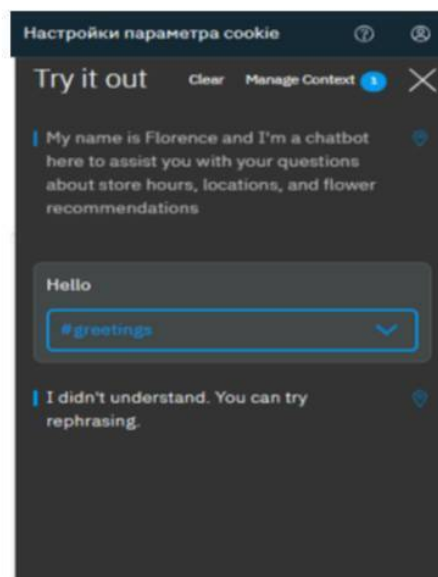 Настройки параметра cookie
Try it out Clear Manage Context 3
My name is Florence and I'm a chatbot
here to assist you with your questions
about store hours, locations, and flower
recommendations
Hello
#greetings
I didn't understand. You can try
rephrasing.